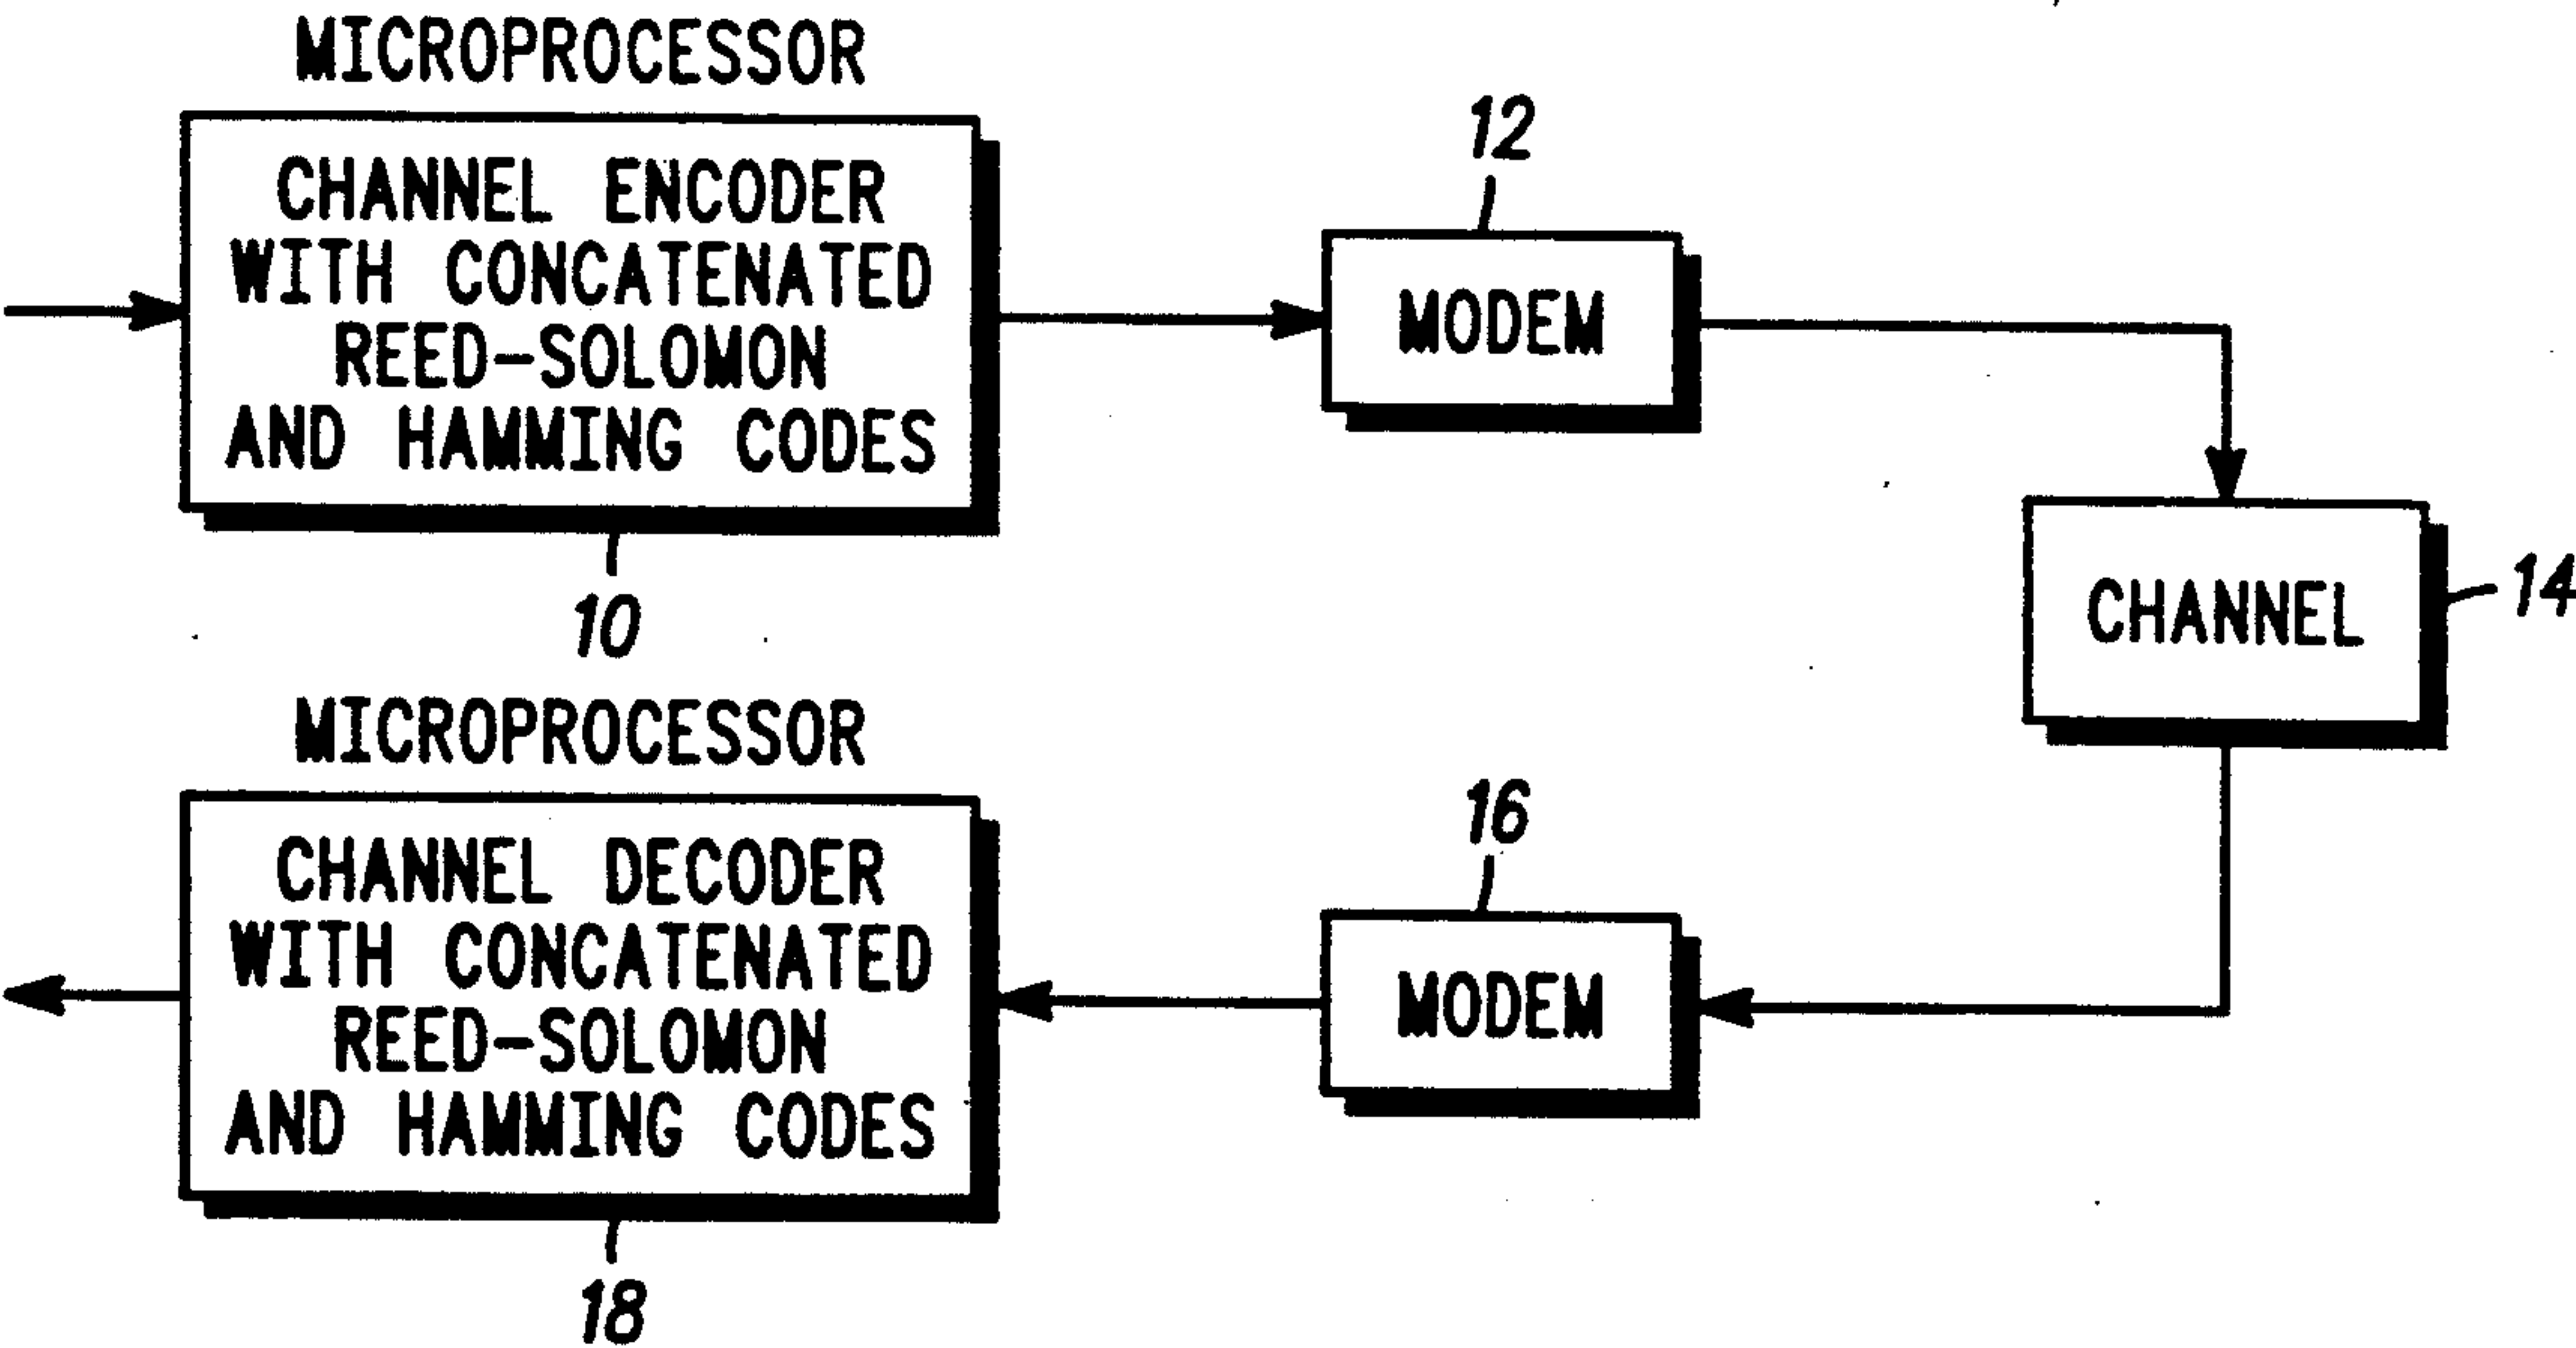 MICROPROCESSOR
CHANNEL ENCODER
WITH CONCATENATED
REED-SOLOMON
AND HAMMING CODES
10
12
MODEM
CHANNEL
14
MICROPROCESSOR
CHANNEL DECODER
WITH CONCATENATED
REED-SOLOMON
AND HAMMING CODES
18
16
MODEM